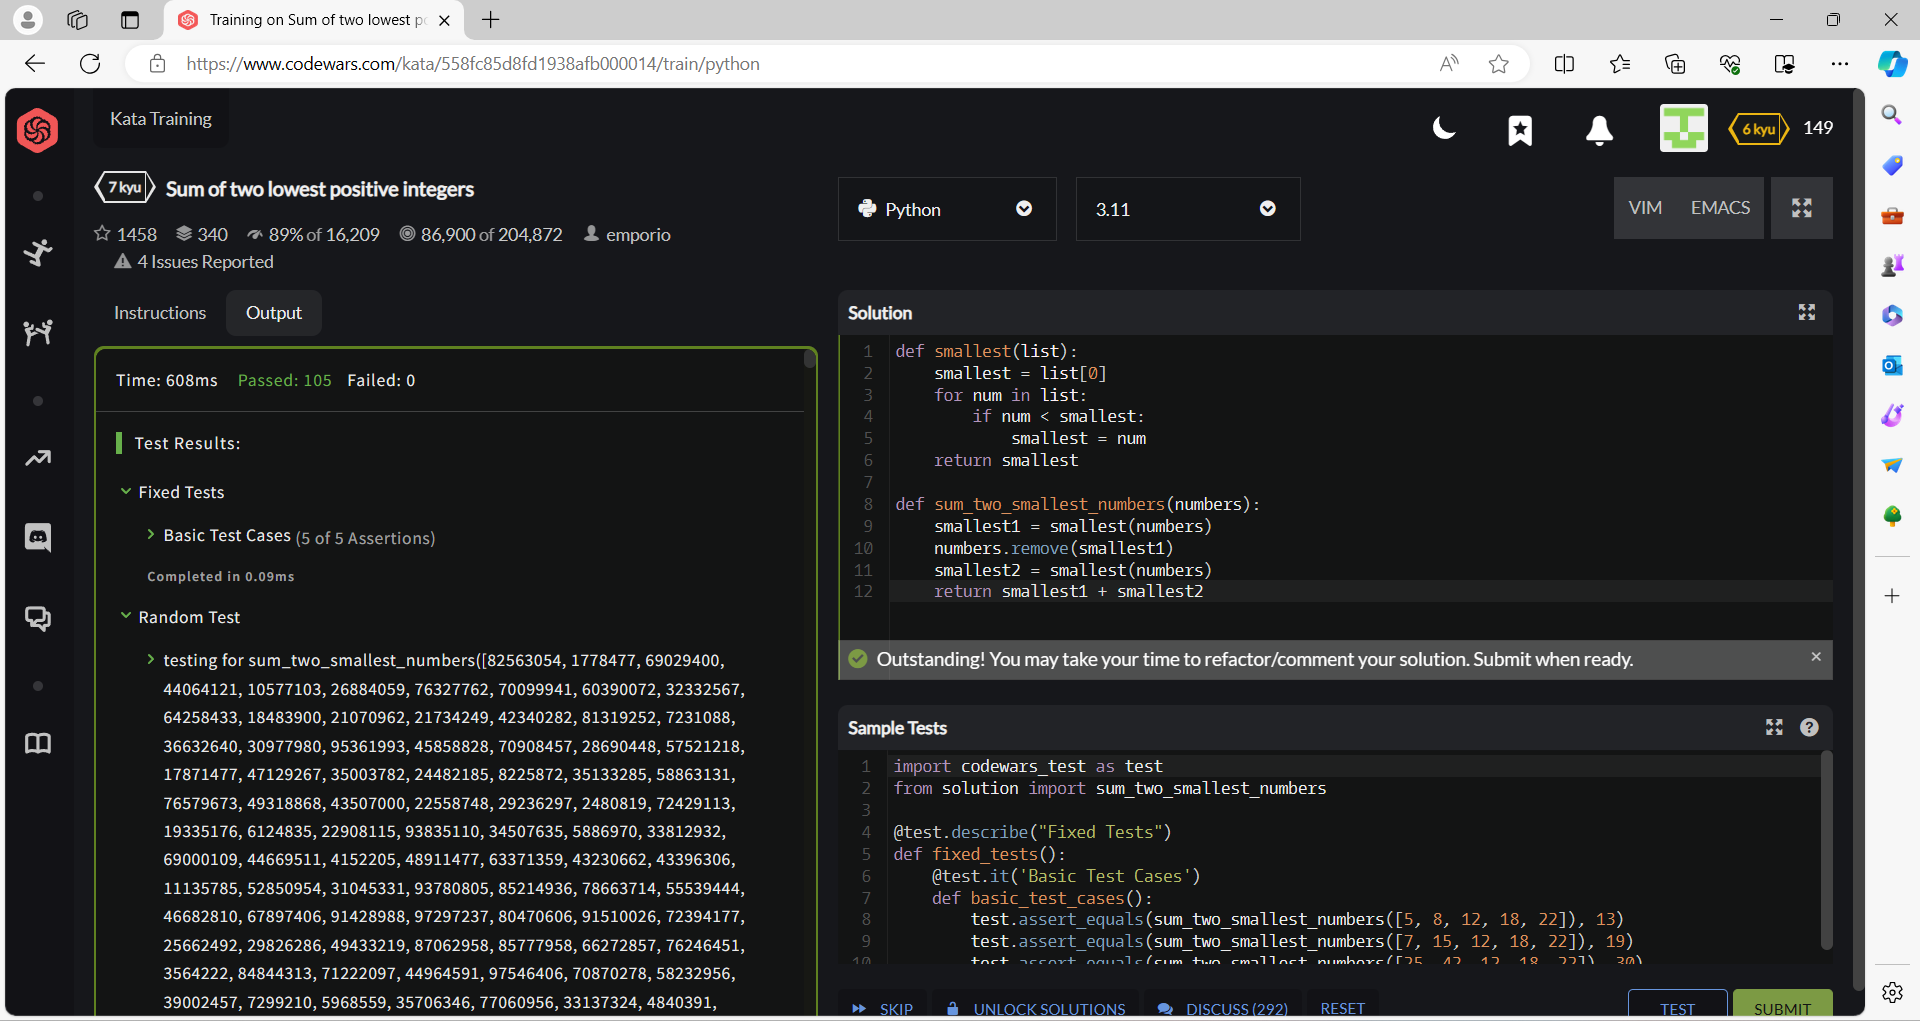 Training on Sum of two lowest po
https://www.codewars.com/kata/558fc85d8fd1938afb000014/train/python
Kata Training
6 kyu 149
7 kyu Sum of two lowest positive integers
1458 340 89% of 16,209 86,900 of 204,872 emporio
4 Issues Reported
Python
3.11
VIM EMACS
Instructions Output
Time: 608ms Passed: 105 Failed: 0
Test Results:
Fixed Tests
Basic Test Cases (5 of 5 Assertions)
Completed in 0.09ms
Random Test
testing for sum_two_smallest_numbers([82563054, 1778477, 69029400,
44064121, 10577103, 26884059, 76327762, 70099941, 60390072, 32332567,
64258433, 18483900, 21070962, 21734249, 42340282, 81319252, 7231088,
36632640, 30977980, 95361993, 45858828, 70908457, 28690448, 57521218,
17871477, 47129267, 35003782, 24482185, 8225872, 35133285, 58863131,
76579673, 49318868, 43507000, 22558748, 29236297, 2480819, 72429113,
19335176, 6124835, 22908115, 93835110, 34507635, 5886970, 33812932,
69000109, 44669511, 4152205, 48911477, 63371359, 43230662, 43396306,
11135785, 52850954, 31045331, 93780805, 85214936, 78663714, 55539444,
46682810, 67897406, 91428988, 97297237, 80470606, 91510026, 72394177,
25662492, 29826286, 49433219, 87062958, 85777958, 66272857, 76246451,
3564222, 84844313, 71222097, 44964591, 97546406, 70870278, 58232956,
39002457, 7299210, 5968559, 35706346, 77060956, 33137324, 4840391,
Solution
1 def smallest(list):
2     smallest = list[0]
3     for num in list:
4         if num < smallest:
5             smallest = num
6     return smallest
7
8 def sum_two_smallest_numbers(numbers):
9     smallest1 = smallest(numbers)
10     numbers.remove(smallest1)
11     smallest2 = smallest(numbers)
12     return smallest1 + smallest2
Outstanding! You may take your time to refactor/comment your solution. Submit when ready.
Sample Tests
1 import codewars_test as test
2 from solution import sum_two_smallest_numbers
3
4 @test.describe("Fixed Tests")
5 def fixed_tests():
6     @test.it('Basic Test Cases')
7     def basic_test_cases():
8         test.assert_equals(sum_two_smallest_numbers([5, 8, 12, 18, 22]), 13)
9         test.assert_equals(sum_two_smallest_numbers([7, 15, 12, 18, 22]), 19)
10         test.assert_equals(sum_two_smallest_numbers([25, 42, 12, 18, 22]), 30)
SKIP UNLOCK SOLUTIONS DISCUSS (292) RESET TEST SUBMIT